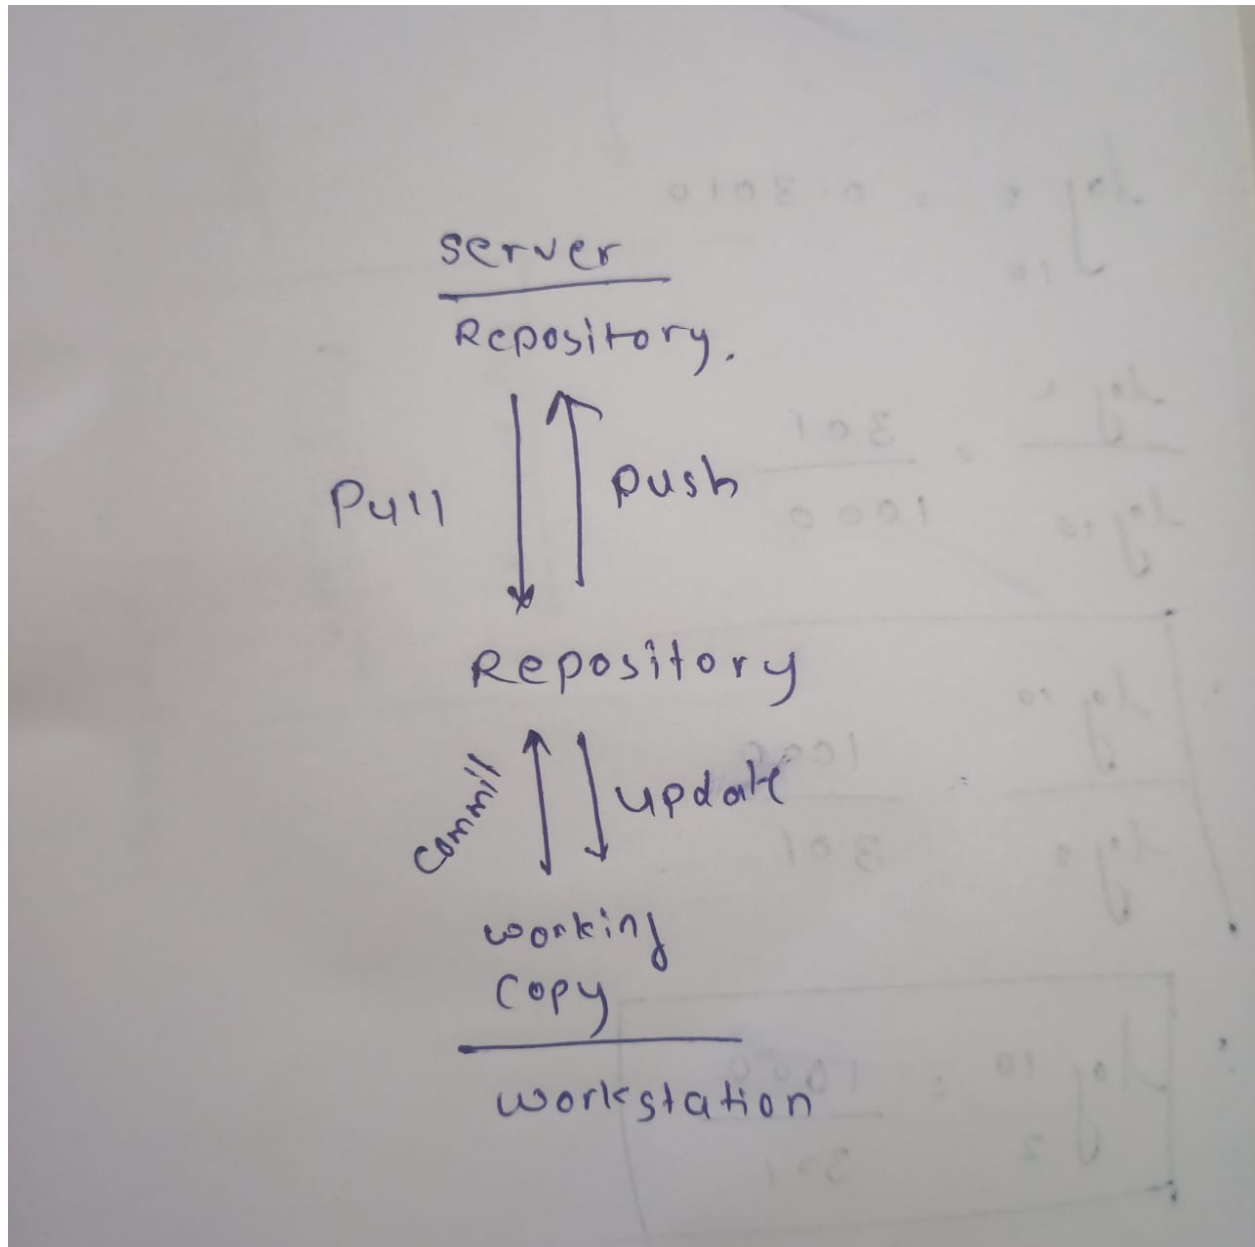 server
Repository.
Pull
push
Repository
commit
update
working
copy
workstation